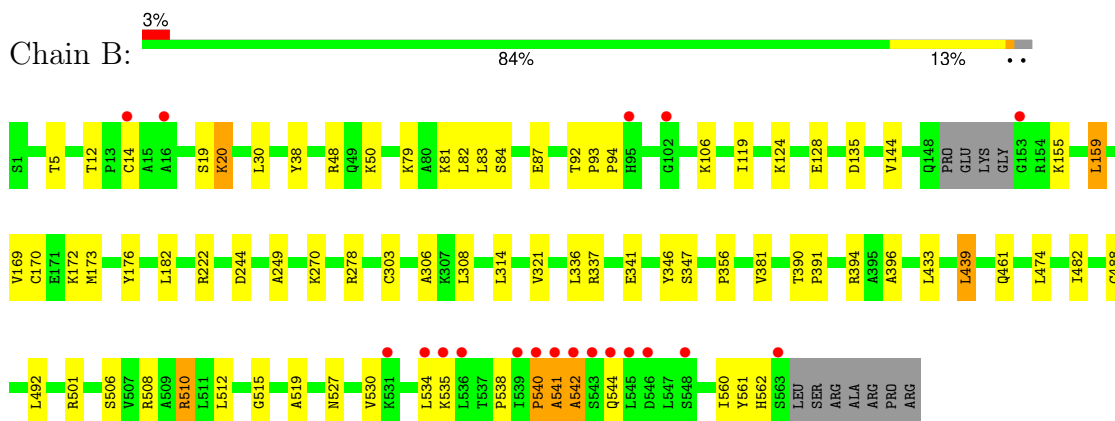 3%
Chain B:
84% 13% • •
S1 T5 T12 P13 C14 A15 A16 S19 K20 L30 Y38 R48 Q49 K50 K79 A80 K81 L82 L83 S84 E87 T92 P93 P94 H95 G102 K106 I119 K124 E128 D135 V144 Q148 PRO GLU LYS GLY G153 R154 K155 L159
V169 C170 E171 K172 M173 Y176 L182 R222 D244 A249 K270 R278 C303 A306 K307 L308 L314 V321 L336 R337 E341 Y346 S347 P356 V381 T390 P391 R394 A395 A396 L433 L439 Q461 L474 I482
L492 R501 S506 V507 R508 A509 R510 L511 L512 G515 A519 N527 V530 K531 L534 K535 L536 T537 P538 I539 P540 A541 A542 S543 Q544 L545 D546 L547 S548 I560 Y561 H562 S563 LEU SER ARG ALA ARG PRO ARG